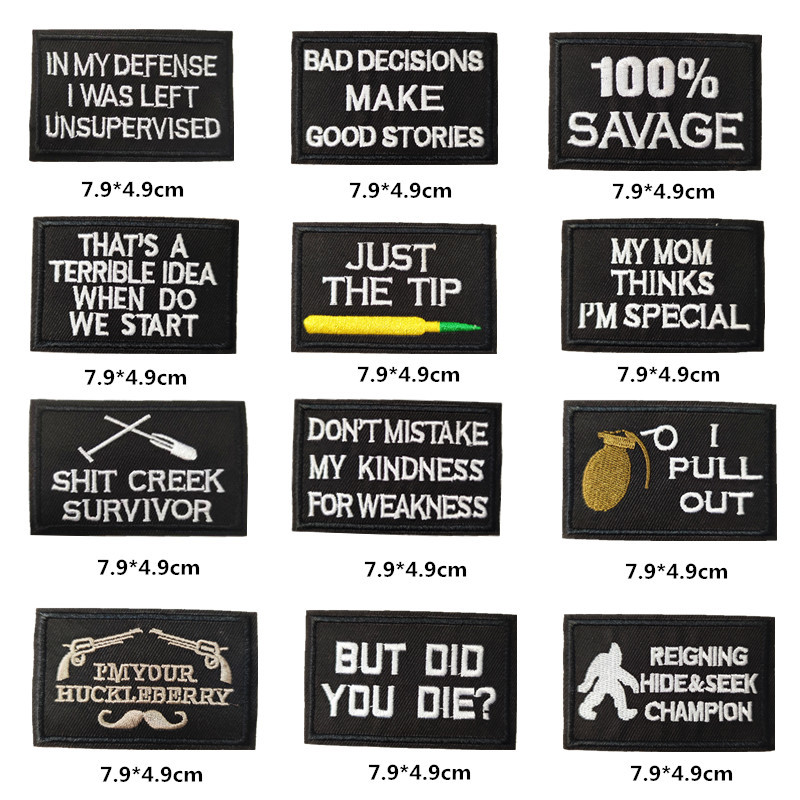 IN MY DEFENSE
I WAS LEFT
UNSUPERVISED
7.9*4.9cm
BAD DECISIONS
MAKE
GOOD STORIES
7.9*4.9cm
100%
SAVAGE
7.9*4.9cm
THAT'S A
TERRIBLE IDEA
WHEN DO
WE START
7.9*4.9cm
JUST
THE TIP
7.9*4.9cm
MY MOM
THINKS
I'M SPECIAL
7.9*4.9cm
SHIT CREEK
SURVIVOR
7.9*4.9cm
DON'T MISTAKE
MY KINDNESS
FOR WEAKNESS
7.9*4.9cm
I
PULL
OUT
7.9*4.9cm
I'M YOUR
HUCKLEBERRY
7.9*4.9cm
BUT DID
YOU DIE?
7.9*4.9cm
REIGNING
HIDE&SEEK
CHAMPION
7.9*4.9cm